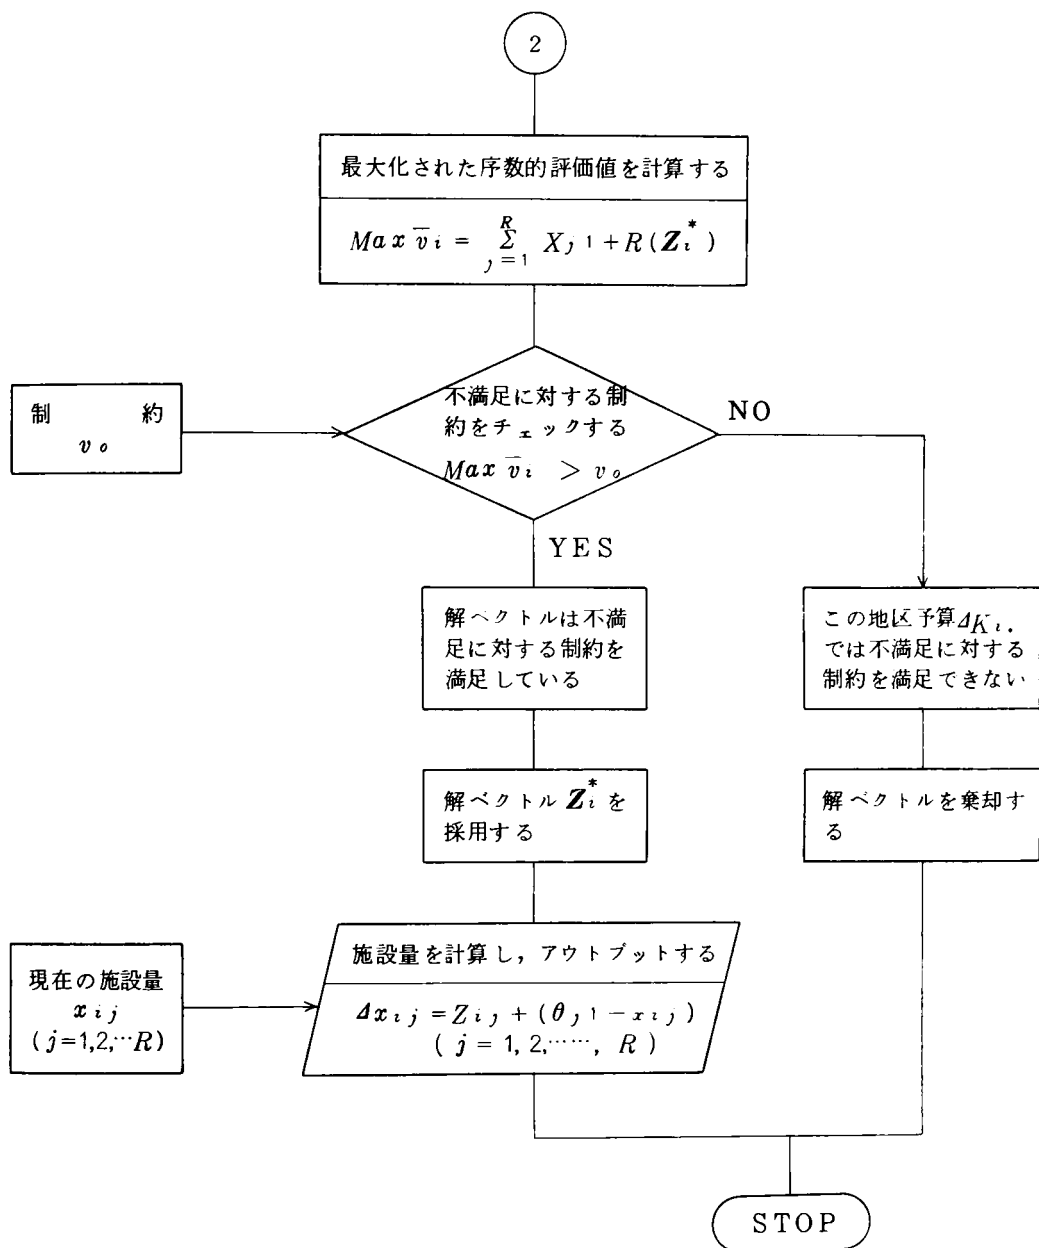 2
最大化された序数的評価値を計算する
Max v̄i = Σ_{j=1}^{R} Xj1 + R(Zi*)
制 約
vo
不満足に対する制
約をチェックする
Max v̄i > vo
NO
YES
解ベクトルは不満
足に対する制約を
満足している
この地区予算ΔKi.
では不満足に対する
制約を満足できない
解ベクトル Zi* を
採用する
解ベクトルを棄却す
る
現在の施設量
xij
(j=1,2,…R)
施設量を計算し,アウトプットする
Δxij = Zij + (θj1 - xij)
( j = 1, 2,……, R )
STOP